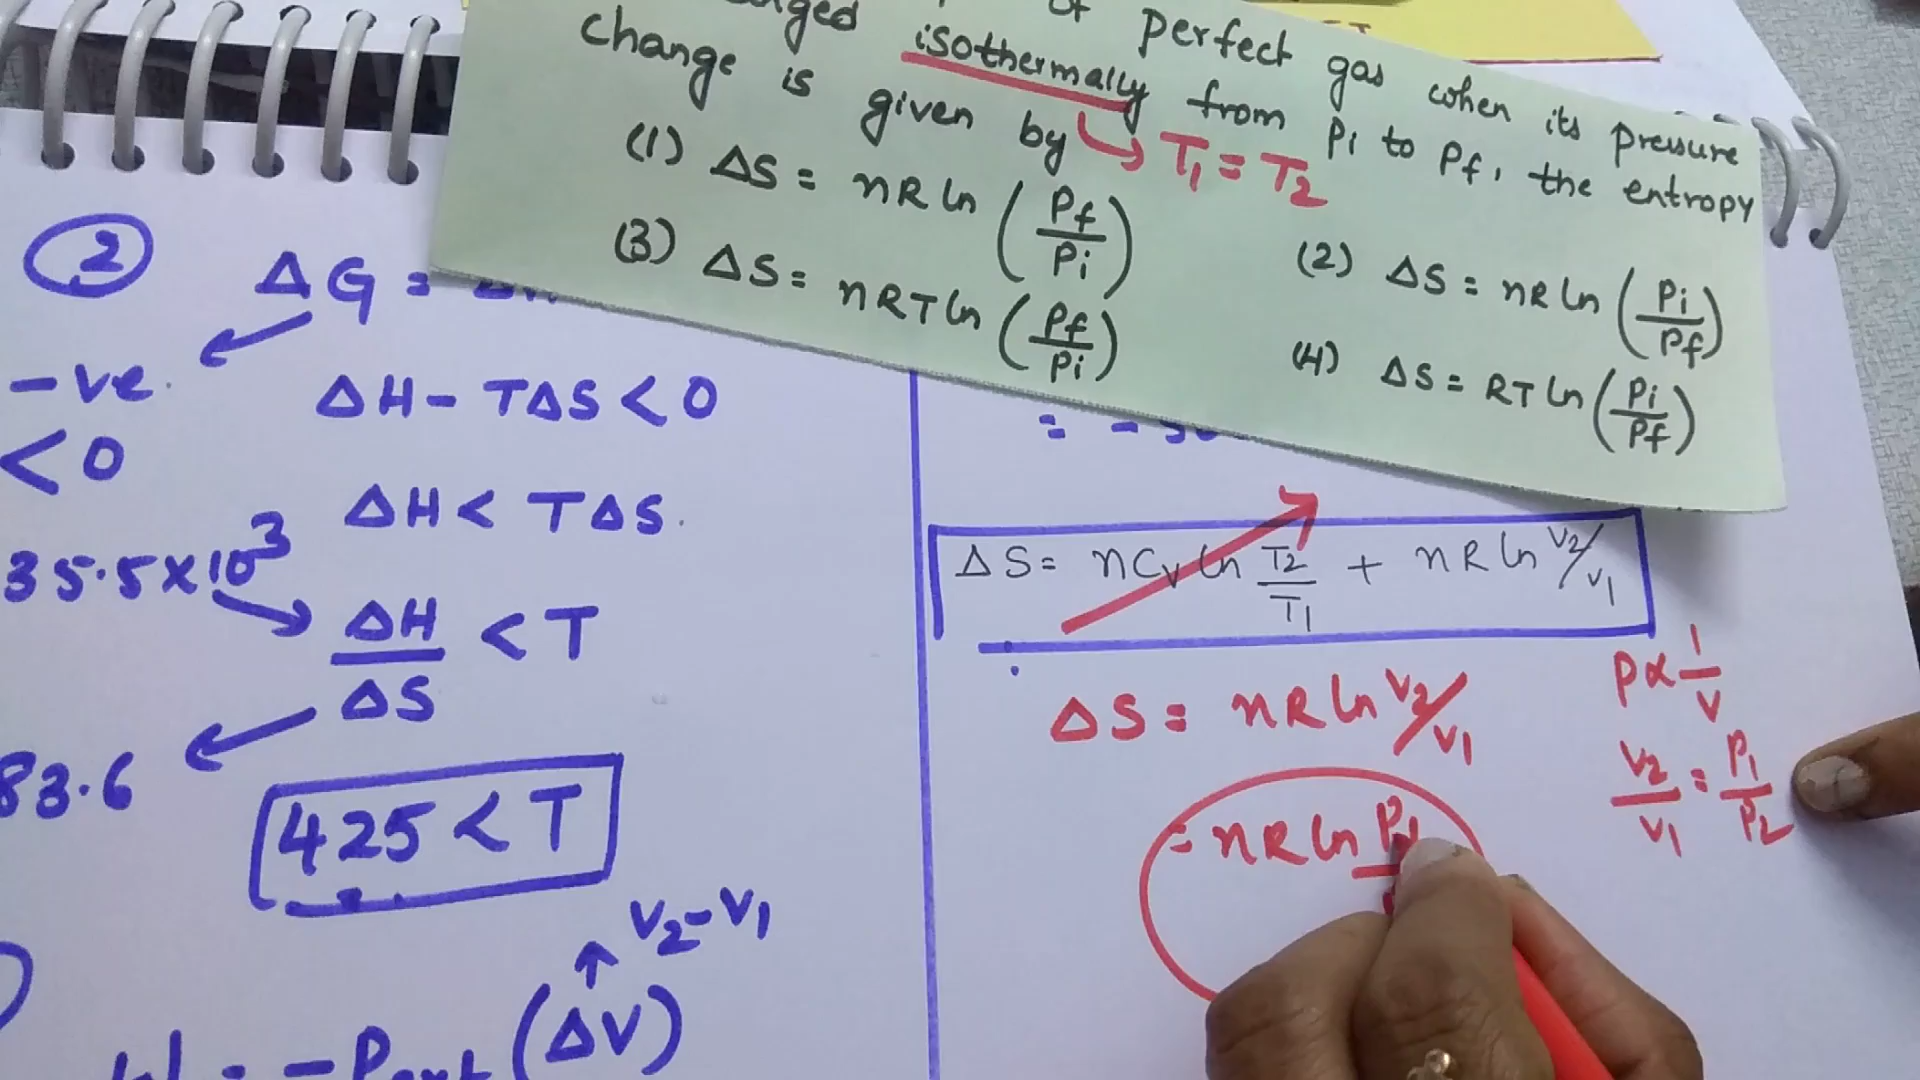 of perfect gas when its pressure
isothermally from Pi to Pf, the entropy
change is given by → T1 = T2
(1) ΔS = nR ln (Pf/Pi)
(2) ΔS = nR ln (Pi/Pf)
(3) ΔS = nRT ln (Pf/Pi)
(4) ΔS = RT ln (Pi/Pf)
2
ΔG =
-ve
<0
ΔH - TΔS < 0
ΔH < TΔS.
35.5×10³
ΔH/ΔS < T
83.6
425 < T
V2-V1
(ΔV)
ΔS = nCv ln T2/T1 + nR ln V2/V1
ΔS = nR ln V2/V1
= nR ln
P ∝ 1/V
V2/V1 = P1/P2